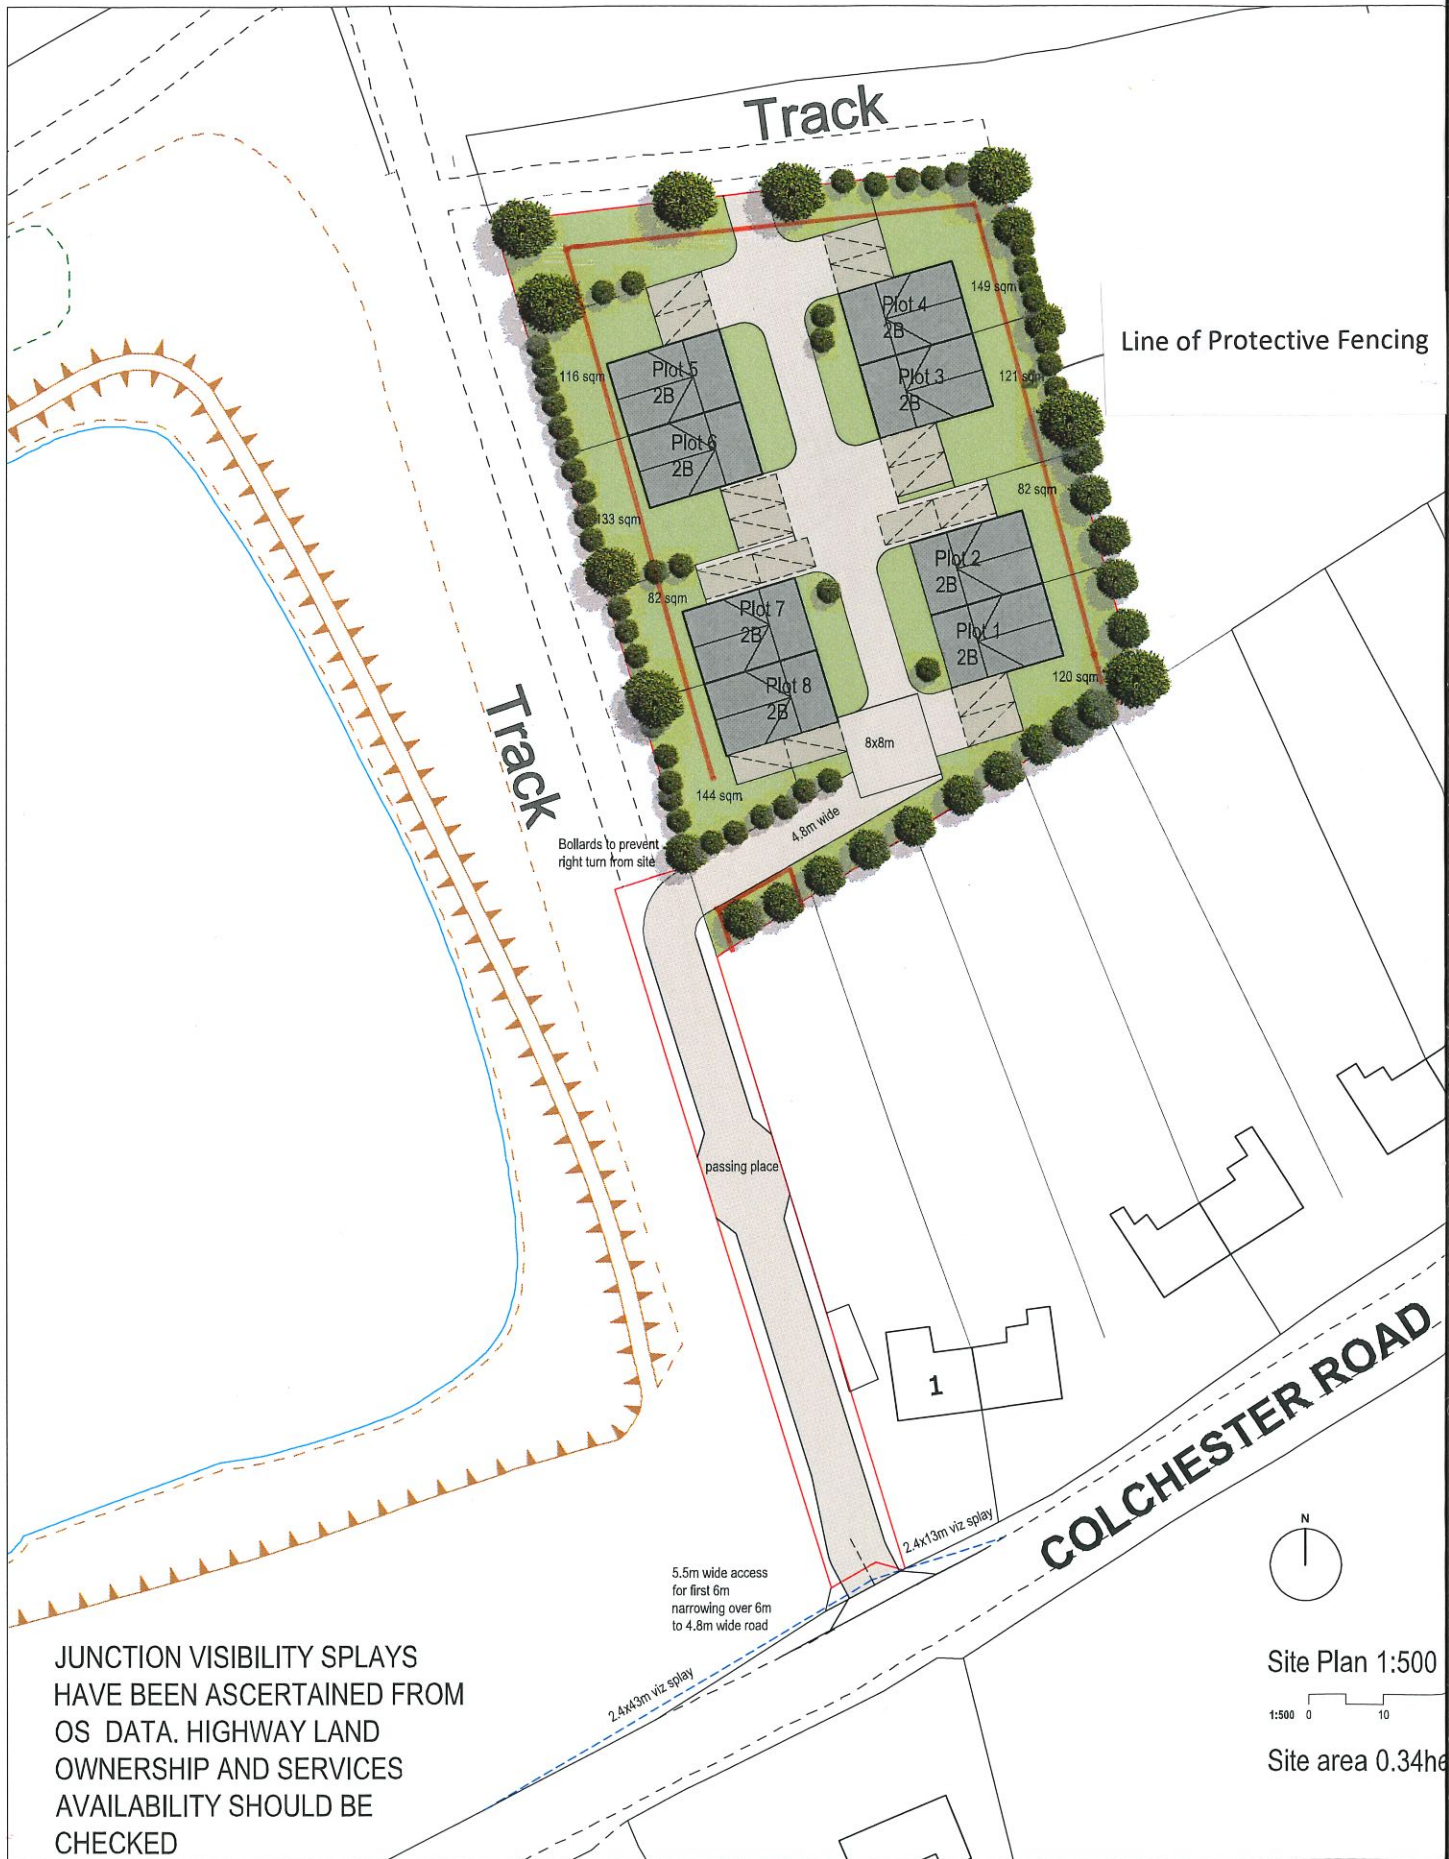 Track
Line of Protective Fencing
149 sqm
Plot 4
2B
Plot 3
2B
121 sqm
116 sqm
Plot 5
2B
Plot 6
2B
82 sqm
133 sqm
Plot 2
2B
Plot 1
2B
82 sqm
Plot 7
2B
Plot 8
2B
120 sqm
Track
8x8m
144 sqm
4.8m wide
Bollards to prevent
right turn from site
passing place
1
COLCHESTER ROAD
2.4x13m viz splay
5.5m wide access
for first 6m
narrowing over 6m
to 4.8m wide road
2.4x43m viz splay
N
JUNCTION VISIBILITY SPLAYS
HAVE BEEN ASCERTAINED FROM
OS DATA. HIGHWAY LAND
OWNERSHIP AND SERVICES
AVAILABILITY SHOULD BE
CHECKED
Site Plan 1:500
1:500 0 10
Site area 0.34he